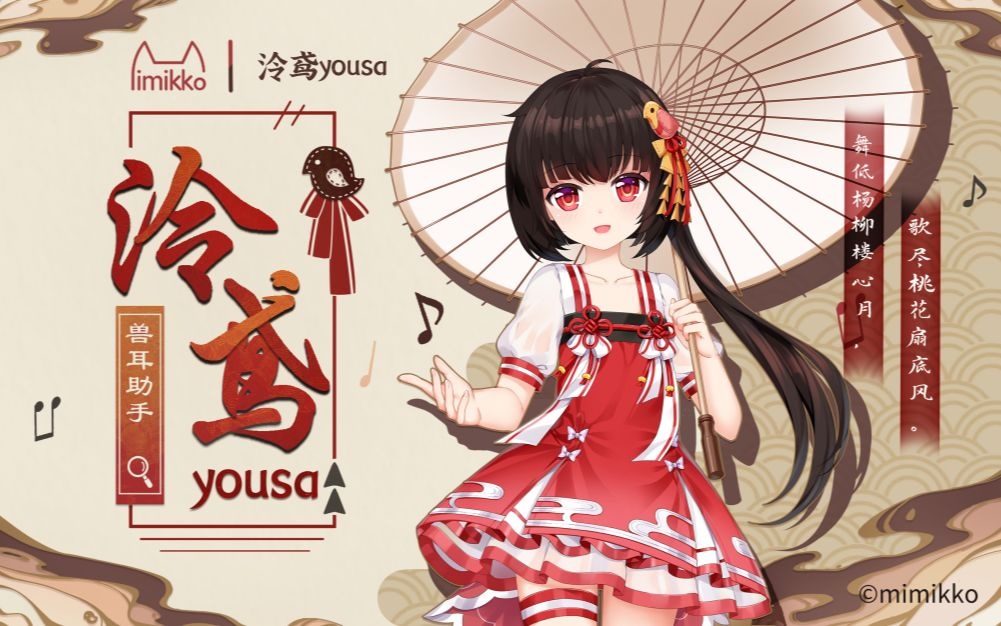 mimikko
泠鸢yousa
泠鸢
yousa
兽耳助手
舞低杨柳楼心月，
歌尽桃花扇底风。
©mimikko